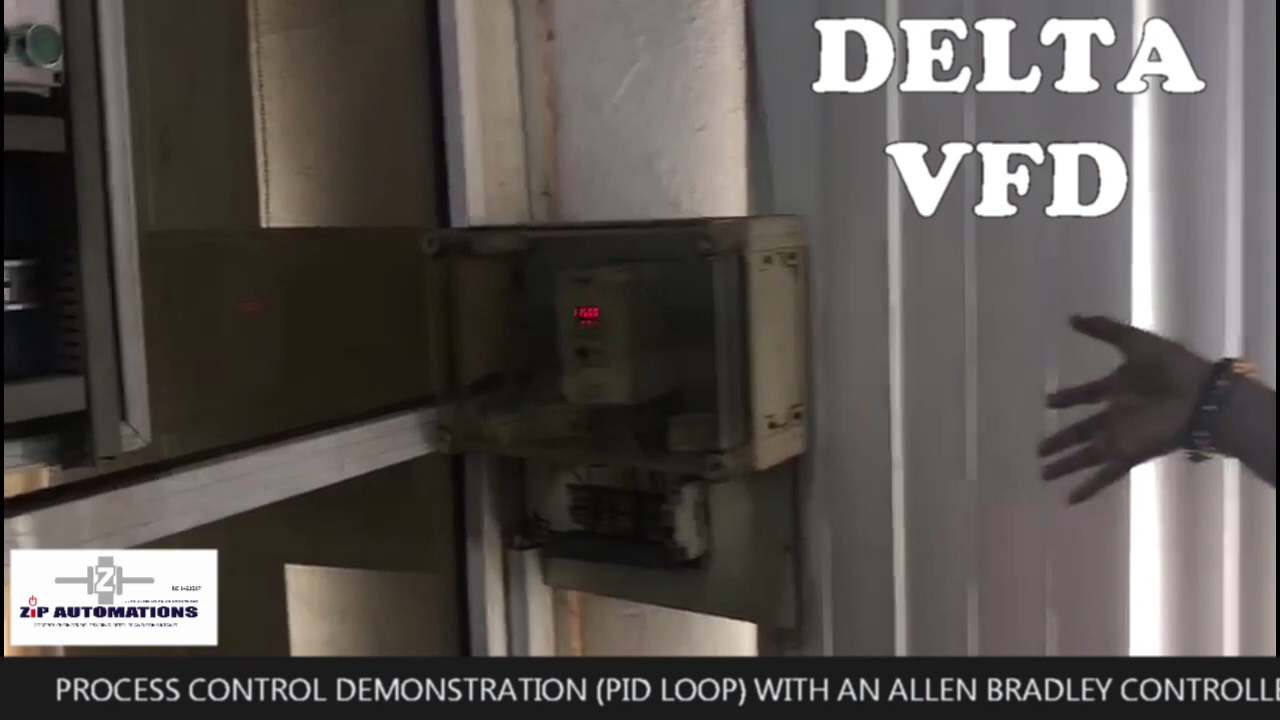 DELTA
VFD
Z
ZIP AUTOMATIONS
PROCESS CONTROL DEMONSTRATION (PID LOOP) WITH AN ALLEN BRADLEY CONTROLLE